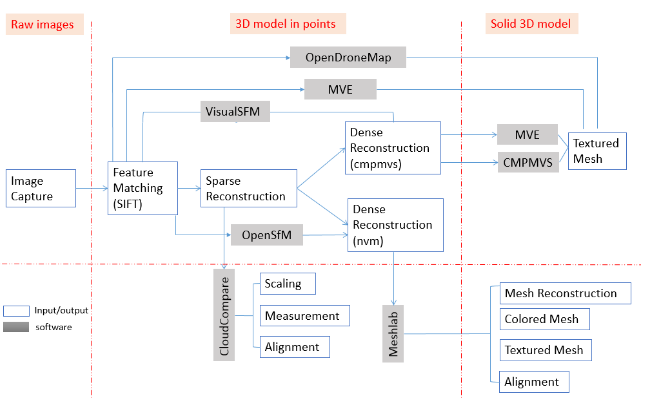 Raw images
3D model in points
Solid 3D model
OpenDroneMap
MVE
VisualSFM
Dense
Reconstruction
(cmpmvs)
MVE
CMPMVS
Textured
Mesh
Image
Capture
Feature
Matching
(SIFT)
Sparse
Reconstruction
Dense
Reconstruction
(nvm)
OpenSfM
Input/output
software
CloudCompare
Scaling
Measurement
Alignment
Meshlab
Mesh Reconstruction
Colored Mesh
Textured Mesh
Alignment